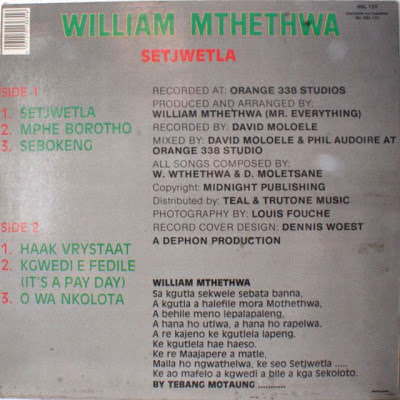 WILLIAM MTHETHWA
SETJWETLA
SIDE 1
1. SETJWETLA
2. MPHE BOROTHO
3. SEBOKENG
SIDE 2
1. HAAK VRYSTAAT
2. KGWEDI E FEDILE
(IT'S A PAY DAY)
3. O WA NKOLOTA
RECORDED AT: ORANGE 338 STUDIOS
PRODUCED AND ARRANGED BY:
WILLIAM MTHETHWA (MR. EVERYTHING)
RECORDED BY: DAVID MOLOELE
MIXED BY: DAVID MOLOELE & PHIL AUDOIRE AT
ORANGE 338 STUDIO
ALL SONGS COMPOSED BY:
W. WTHETHWA & D. MOLETSANE
Copyright: MIDNIGHT PUBLISHING
Distributed by: TEAL & TRUTONE MUSIC
PHOTOGRAPHY BY: LOUIS FOUCHE
RECORD COVER DESIGN: DENNIS WOEST
A DEPHON PRODUCTION
WILLIAM MTHETHWA
Sa kgutla sekwele sebata banna,
A kgutla a halefile mora Mothethwa,
A behile meno lepalapaleng,
A hana ho utlwa, a hana ho rapelwa.
A re kajeno ke kgutlela lapeng.
Ke kgutlela hae haeso.
Ke re Maajapere a matle,
Malla ho ngwathelwa, ke seo Setjwetla .....
Ke ao mafelo a kgwedi a bile a kga Sekoloto.
BY TEBANG MOTAUNG ...........